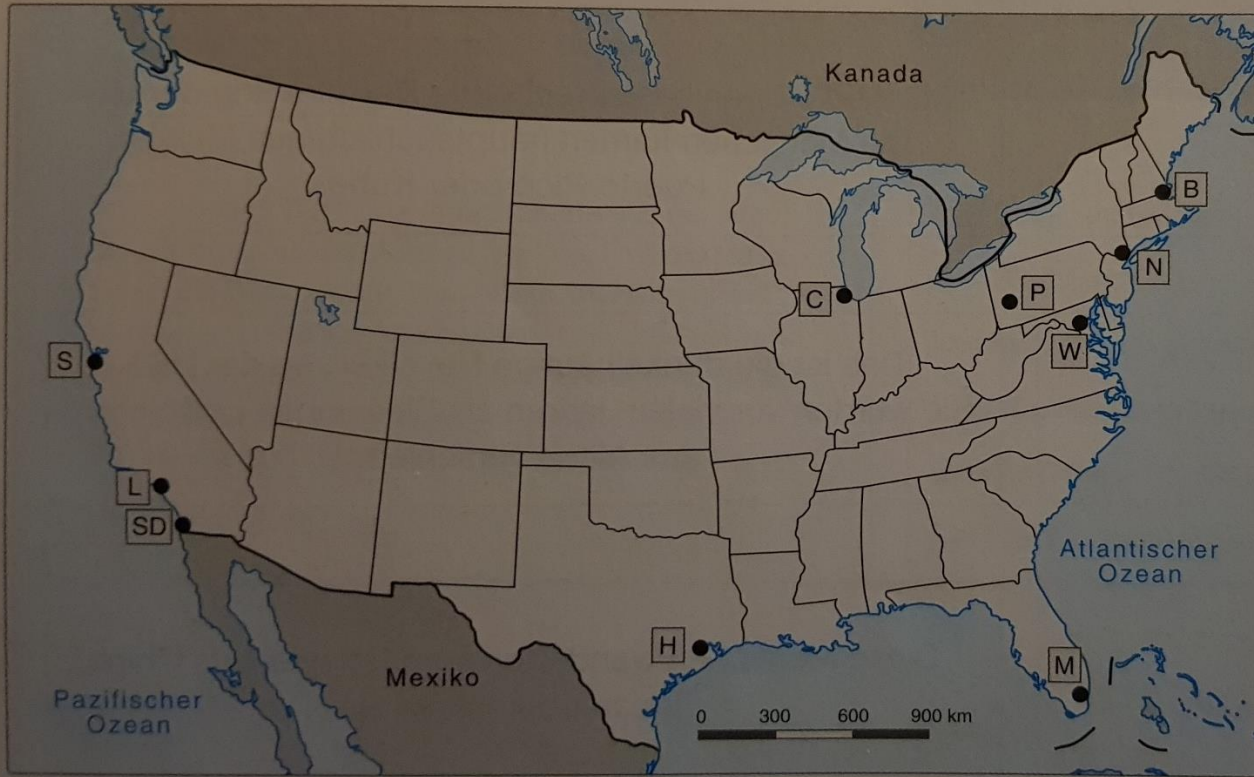 Kanada
B
N
P
C
W
S
L
SD
Atlantischer
Ozean
H
M
Mexiko
Pazifischer
Ozean
0 300 600 900 km